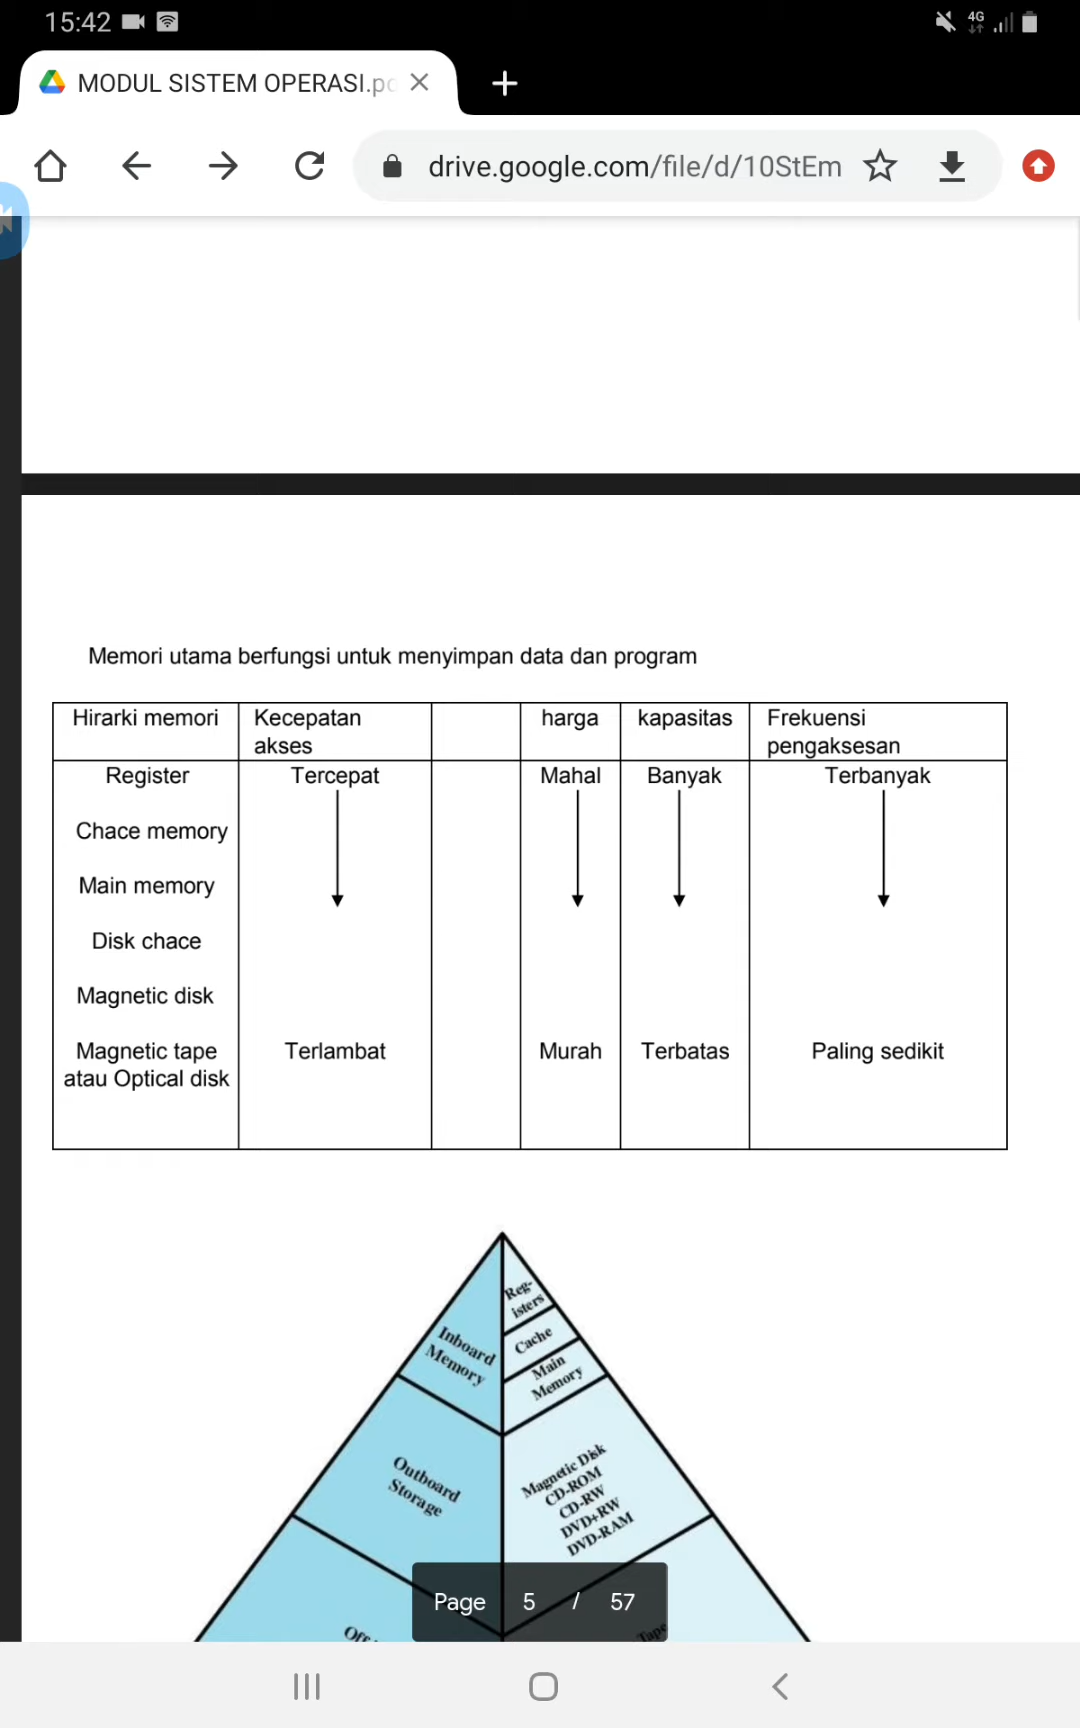 15:42
4G
MODUL SISTEM OPERASI.pd
drive.google.com/file/d/10StEm
Memori utama berfungsi untuk menyimpan data dan program
Hirarki memori
Kecepatan
akses
harga
kapasitas
Frekuensi
pengaksesan
Register
Tercepat
Mahal
Banyak
Terbanyak
Chace memory
Main memory
Disk chace
Magnetic disk
Magnetic tape
atau Optical disk
Terlambat
Murah
Terbatas
Paling sedikit
Reg-
isters
Cache
Main
Memory
Inboard
Memory
Outboard
Storage
Magnetic Disk
CD-ROM
CD-RW
DVD+RW
DVD-RAM
Page 5 / 57